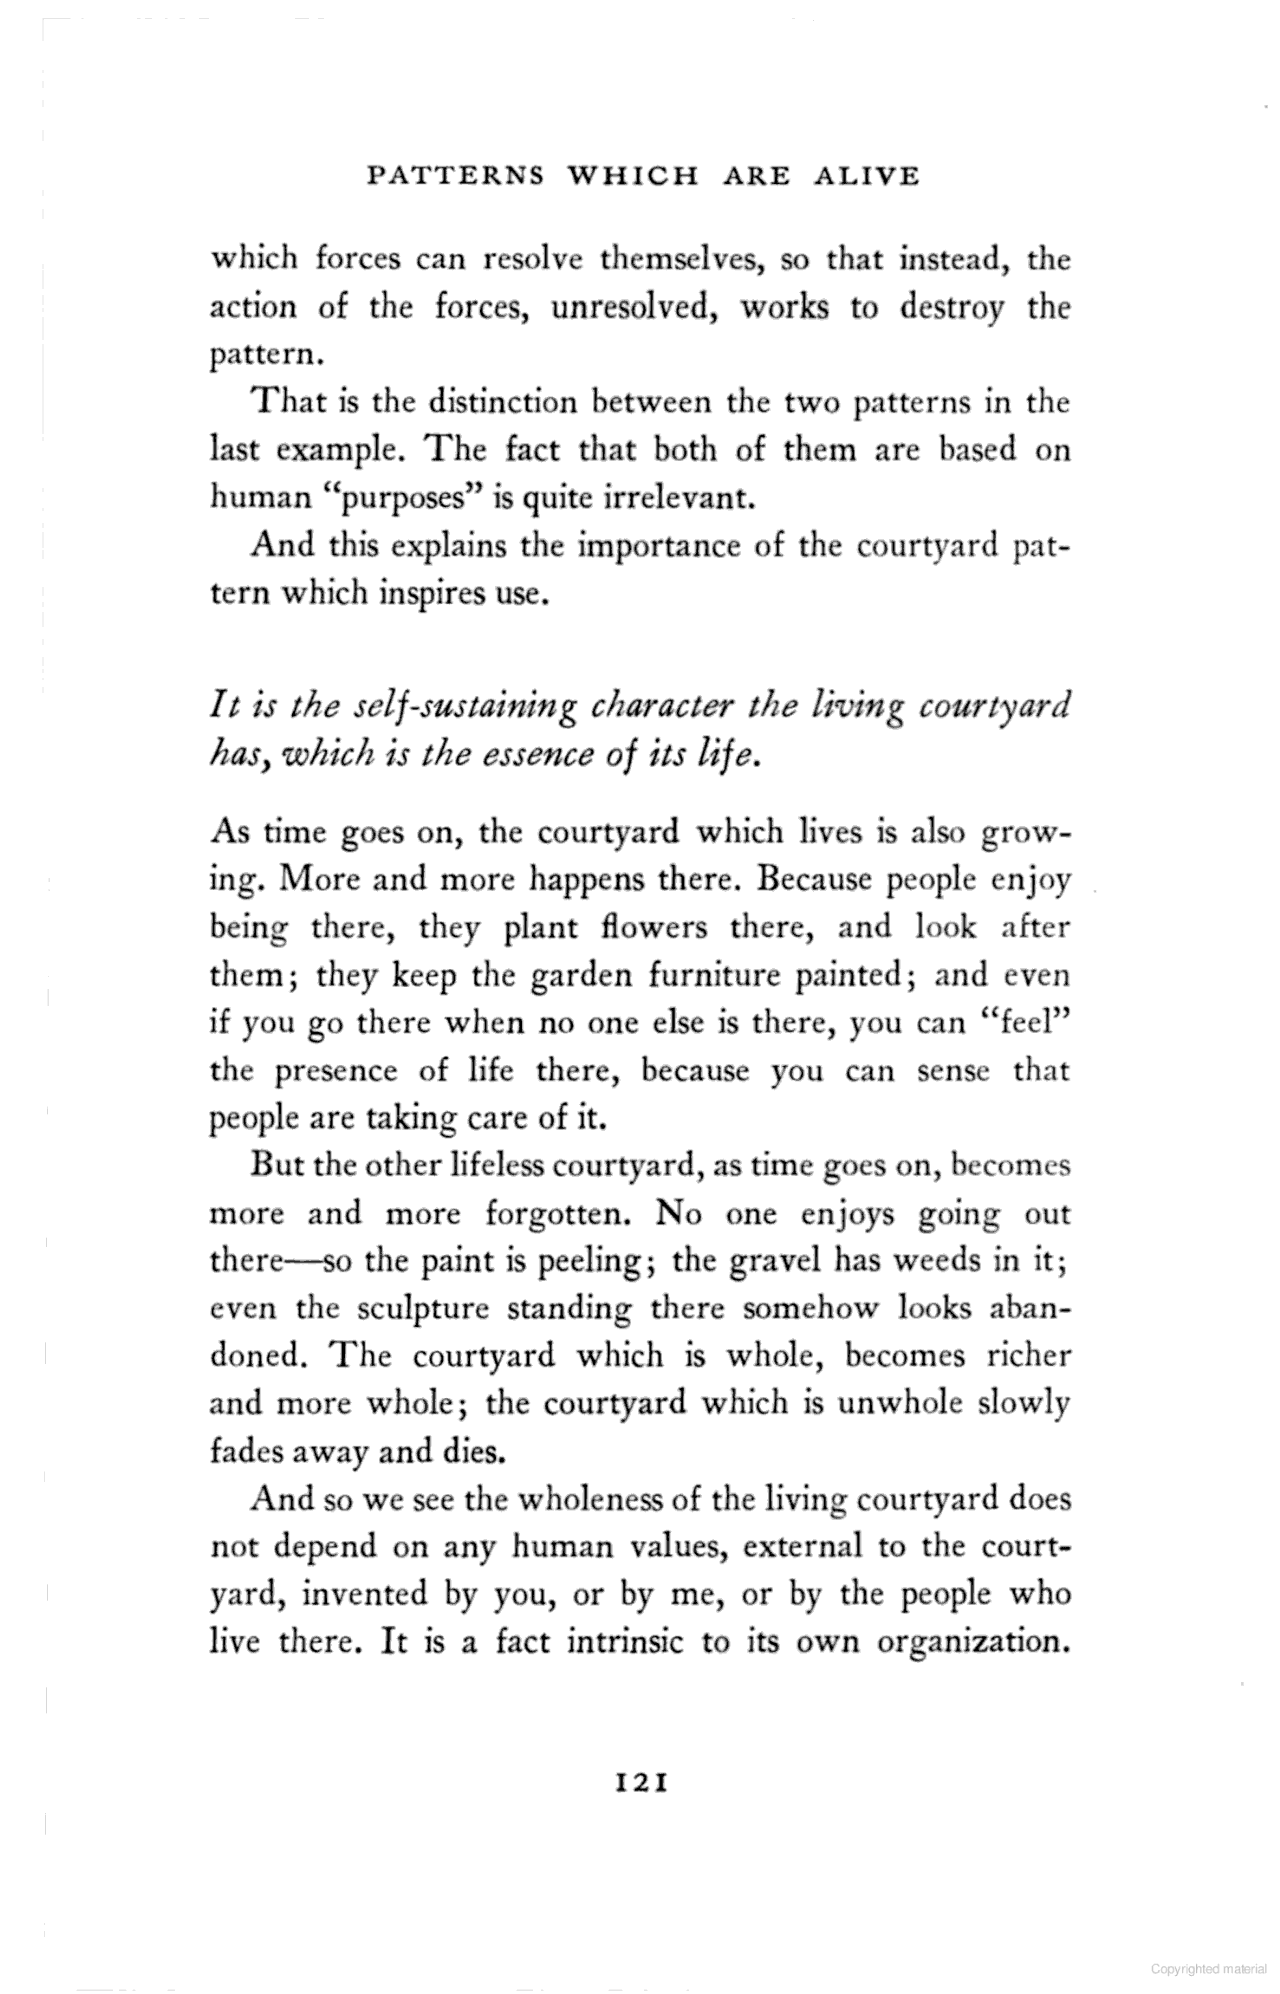 PATTERNS WHICH ARE ALIVE
which forces can resolve themselves, so that instead, the
action of the forces, unresolved, works to destroy the
pattern.
That is the distinction between the two patterns in the
last example. The fact that both of them are based on
human “purposes” is quite irrelevant.
And this explains the importance of the courtyard pat-
tern which inspires use.
It is the self-sustaining character the living courtyard
has, which is the essence of its life.
As time goes on, the courtyard which lives is also grow-
ing. More and more happens there. Because people enjoy
being there, they plant flowers there, and look after
them; they keep the garden furniture painted; and even
if you go there when no one else is there, you can “feel”
the presence of life there, because you can sense that
people are taking care of it.
But the other lifeless courtyard, as time goes on, becomes
more and more forgotten. No one enjoys going out
there—so the paint is peeling; the gravel has weeds in it;
even the sculpture standing there somehow looks aban-
doned. The courtyard which is whole, becomes richer
and more whole; the courtyard which is unwhole slowly
fades away and dies.
And so we see the wholeness of the living courtyard does
not depend on any human values, external to the court-
yard, invented by you, or by me, or by the people who
live there. It is a fact intrinsic to its own organization.
121
Copyrighted material